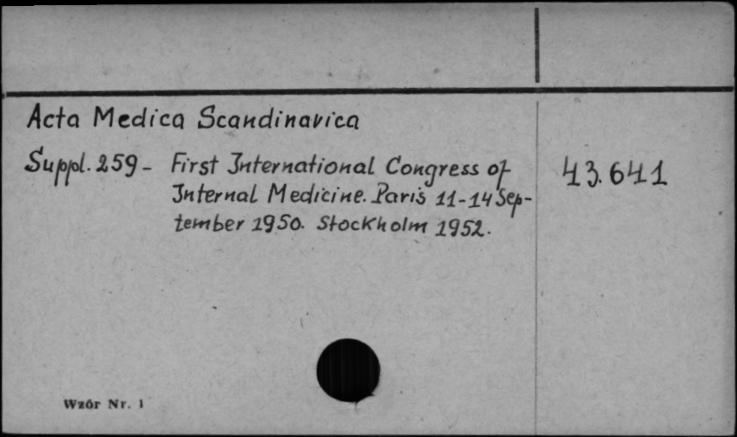 Acta Medica Scandinavica
Suppl. 259 - First International Congress of
Internal Medicine. Paris 11-14 Sep-
tember 1950. Stockholm 1952.
43.641
Wzór Nr. 1